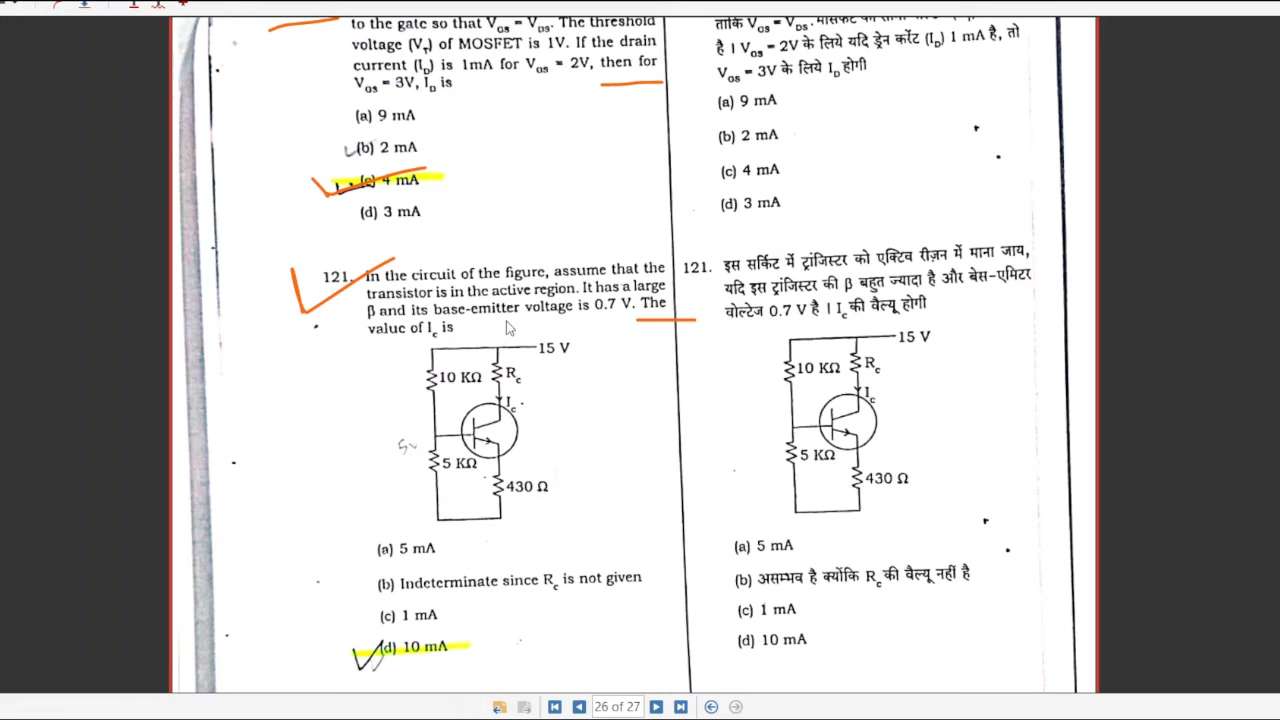 to the gate so that V_GS = V_DS. The threshold
voltage (V_T) of MOSFET is 1V. If the drain
current (I_D) is 1mA for V_GS = 2V, then for
V_GS = 3V, I_D is
(a) 9 mA
(b) 2 mA
(c) 4 mA
(d) 3 mA
121. In the circuit of the figure, assume that the
transistor is in the active region. It has a large
β and its base-emitter voltage is 0.7 V. The
value of I_c is
15 V
10 KΩ R_c
I_c
5v
5 KΩ
430 Ω
(a) 5 mA
(b) Indeterminate since R_c is not given
(c) 1 mA
(d) 10 mA
ताकि V_GS = V_DS.
है । V_GS = 2V के लिये यदि ड्रेन करेंट (I_D) 1 mA है, तो
V_GS = 3V के लिये I_D होगी
(a) 9 mA
(b) 2 mA
(c) 4 mA
(d) 3 mA
121. इस सर्किट में ट्रांजिस्टर को एक्टिव रीज़न में माना जाय,
यदि इस ट्रांजिस्टर की β बहुत ज्यादा है और बेस-एमिटर
वोल्टेज 0.7 V है । I_c की वैल्यू होगी
15 V
10 KΩ R_c
I_c
5 KΩ
430 Ω
(a) 5 mA
(b) असम्भव है क्योंकि R_c की वैल्यू नहीं है
(c) 1 mA
(d) 10 mA
26 of 27